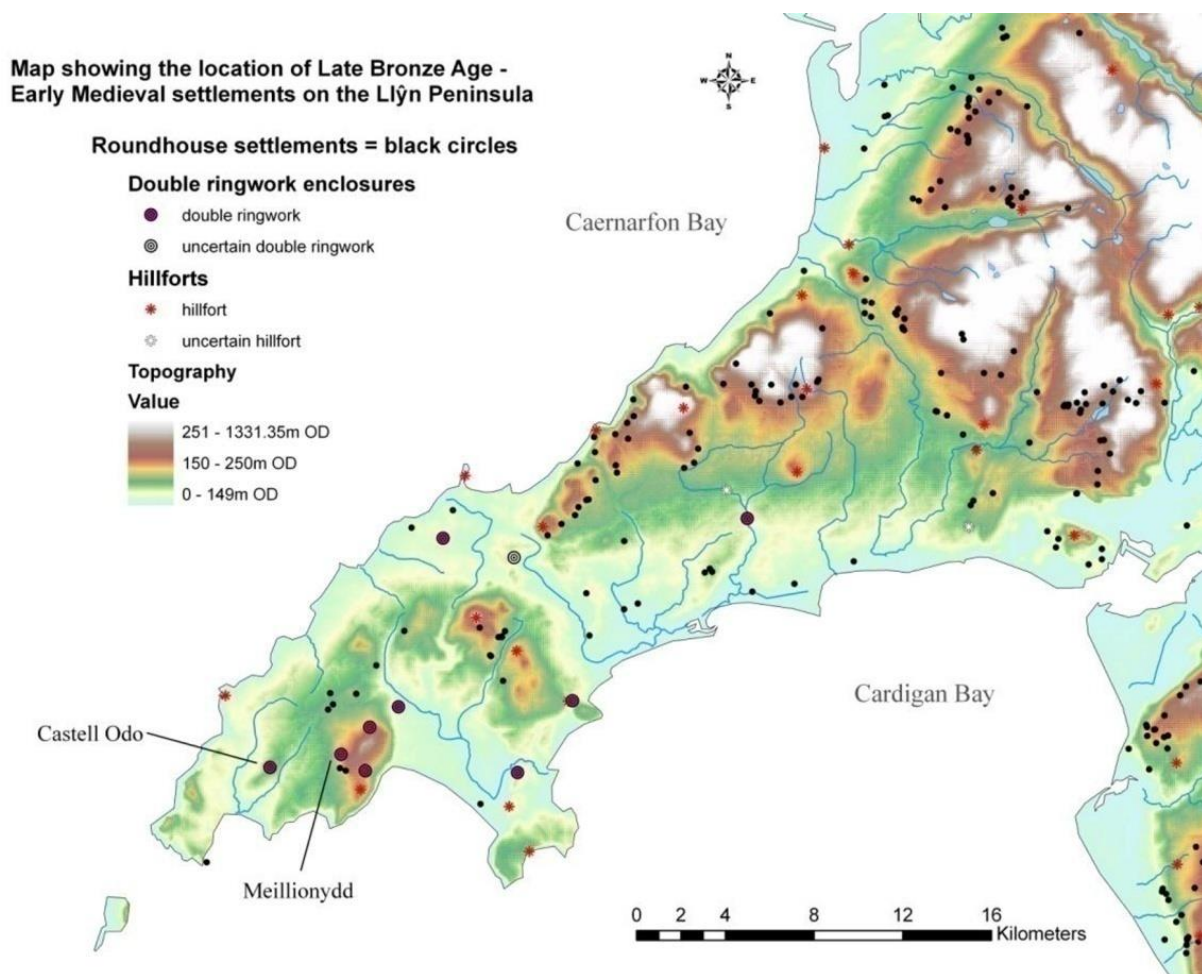 Map showing the location of Late Bronze Age -
Early Medieval settlements on the Llŷn Peninsula
Roundhouse settlements = black circles
Double ringwork enclosures
double ringwork
uncertain double ringwork
Hillforts
hillfort
uncertain hillfort
Topography
Value
251 - 1331.35m OD
150 - 250m OD
0 - 149m OD
N
W E
S
Caernarfon Bay
Cardigan Bay
Castell Odo
Meillionydd
0 2 4 8 12 16
Kilometers